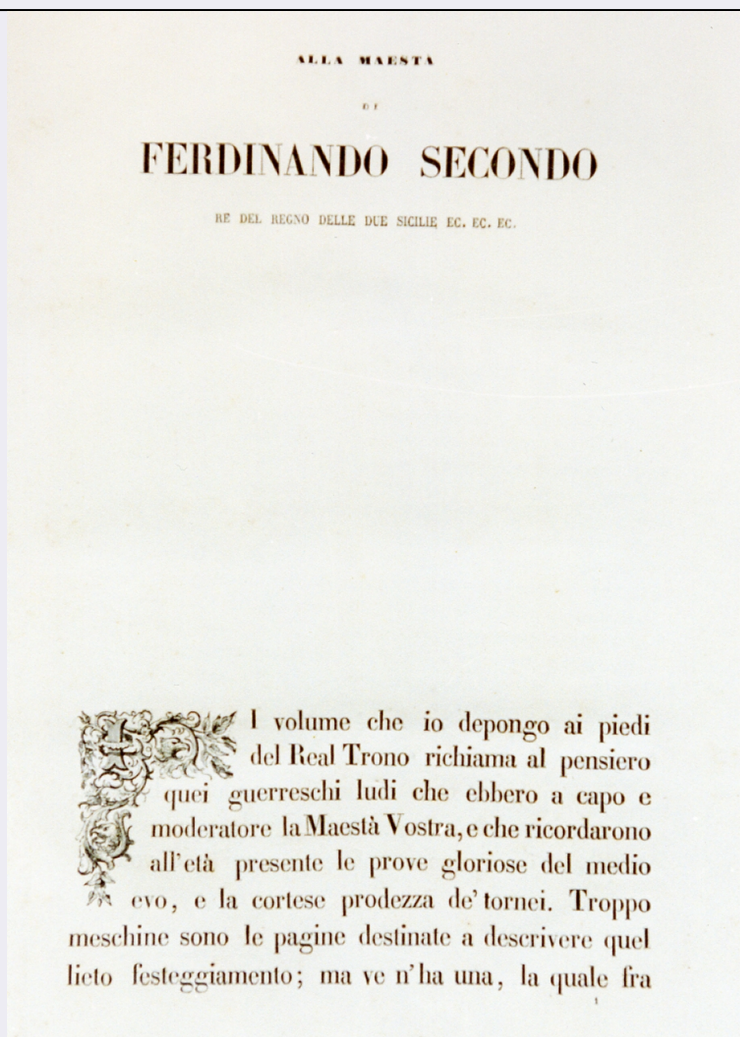 ALLA MAESTÀ
DI
FERDINANDO SECONDO
RE DEL REGNO DELLE DUE SICILIE EC. EC. EC.
I volume che io depongo ai piedi
del Real Trono richiama al pensiero
quei guerreschi ludi che ebbero a capo e
moderatore la Maestà Vostra, e che ricordarono
all'età presente le prove gloriose del medio
evo, e la cortese prodezza de' tornei. Troppo
meschine sono le pagine destinate a descrivere quel
lieto festeggiamento; ma ve n'ha una, la quale fra
1